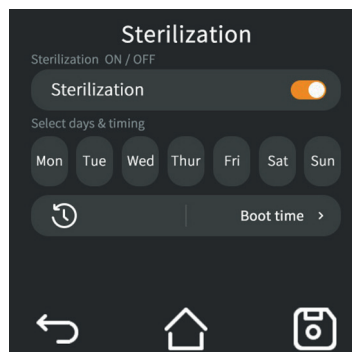 Sterilization
Sterilization ON / OFF
Sterilization
Select days & timing
Mon Tue Wed Thur Fri Sat Sun
Boot time >